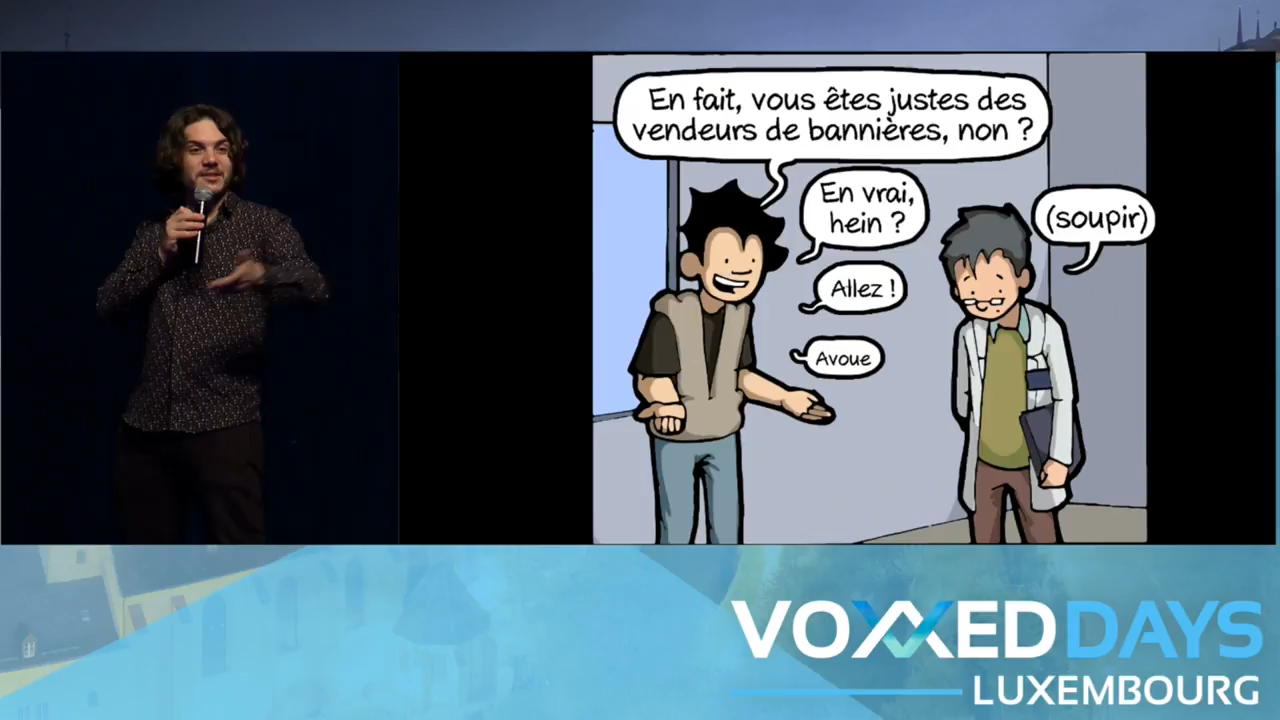 En fait, vous êtes justes des
vendeurs de bannières, non ?
En vrai,
hein ?
(soupir)
Allez !
Avoue
VOXXED DAYS
LUXEMBOURG